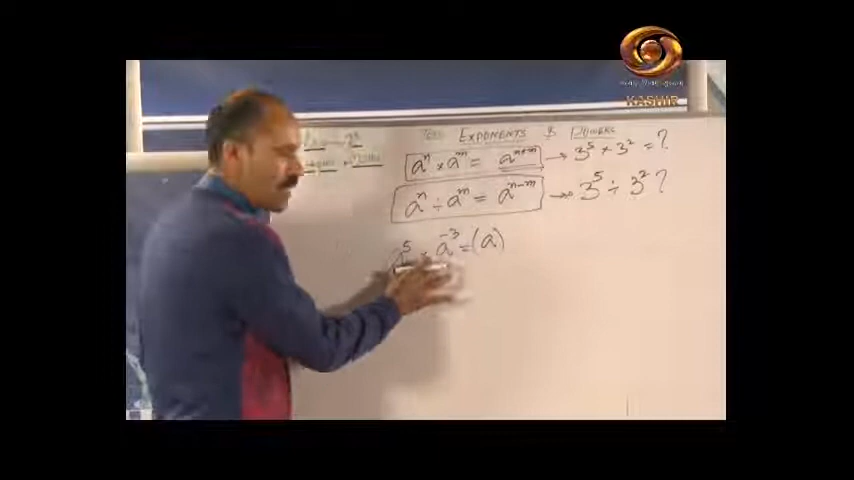 KASHIR
EXPONENTS & POWERS
aⁿ × aᵐ = aⁿ⁺ᵐ → 3⁵ × 3² = ?
aⁿ ÷ aᵐ = aⁿ⁻ᵐ → 3⁵ ÷ 3² ?
a⁵ × a⁻³ = (a)